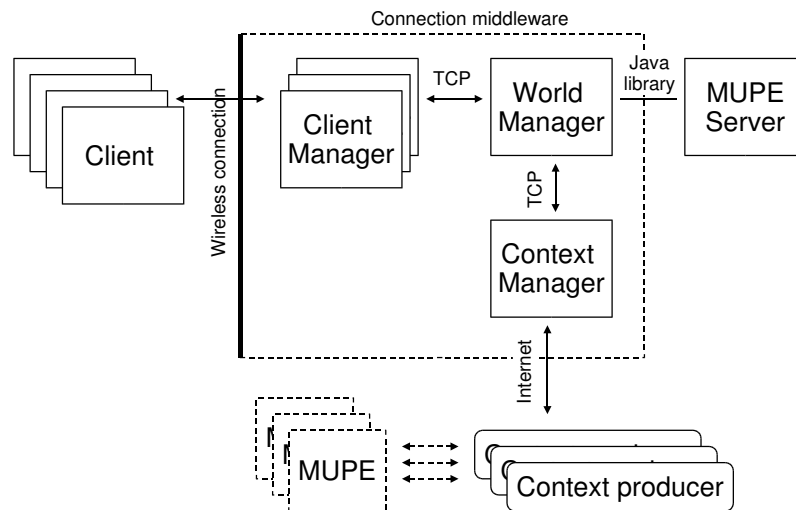 Connection middleware
Client
Wireless connection
Client
Manager
TCP
World
Manager
Java
library
MUPE
Server
TCP
Context
Manager
Internet
MUPE
Context producer